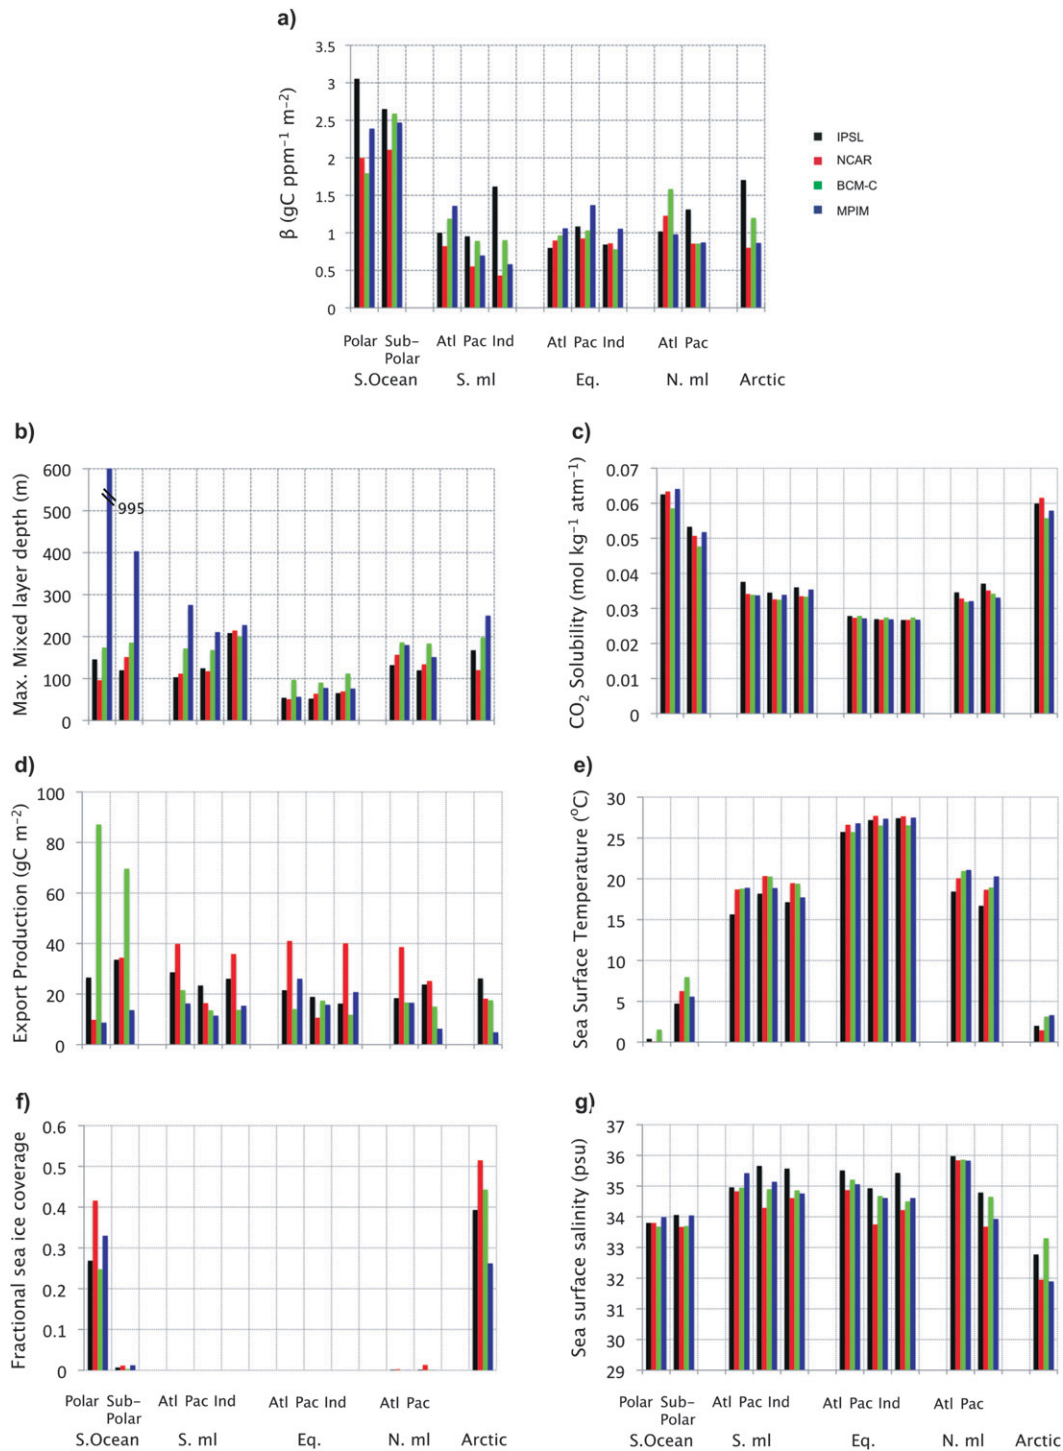 a)
β (gC ppm⁻¹ m⁻²)
3.5
3
2.5
2
1.5
1
0.5
0
IPSL
NCAR
BCM-C
MPIM
Polar Sub- Atl Pac Ind Atl Pac Ind Atl Pac
Polar
S.Ocean S. ml Eq. N. ml Arctic
b)
Max. Mixed layer depth (m)
600
500
400
300
200
100
0
995
c)
CO₂ Solubility (mol kg⁻¹ atm⁻¹)
0.07
0.06
0.05
0.04
0.03
0.02
0.01
0
d)
Export Production (gC m⁻²)
100
80
60
40
20
0
e)
Sea Surface Temperature (°C)
30
25
20
15
10
5
0
f)
Fractional sea ice coverage
0.6
0.5
0.4
0.3
0.2
0.1
0
Polar Sub- Atl Pac Ind Atl Pac Ind Atl Pac
Polar
S.Ocean S. ml Eq. N. ml Arctic
g)
Sea surface salinity (psu)
37
36
35
34
33
32
31
30
29
Polar Sub- Atl Pac Ind Atl Pac Ind Atl Pac
Polar
S.Ocean S. ml Eq. N. ml Arctic